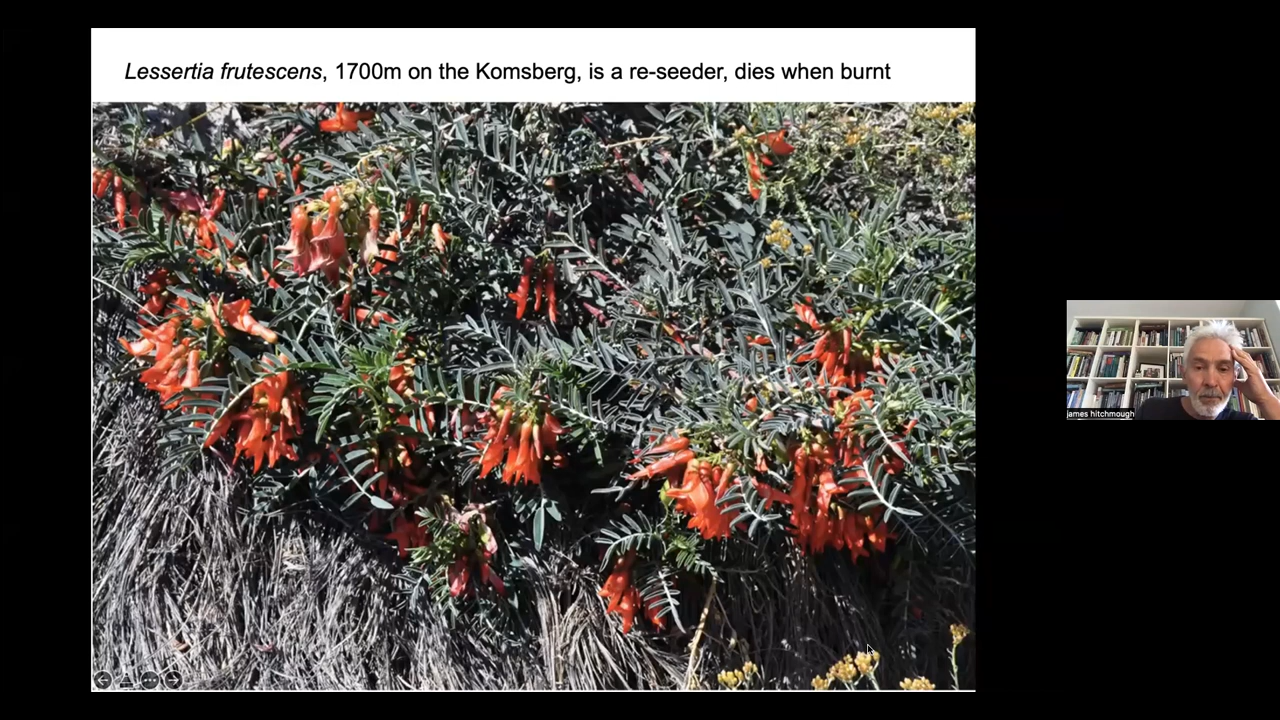 Lessertia frutescens, 1700m on the Komsberg, is a re-seeder, dies when burnt
james hitchmough